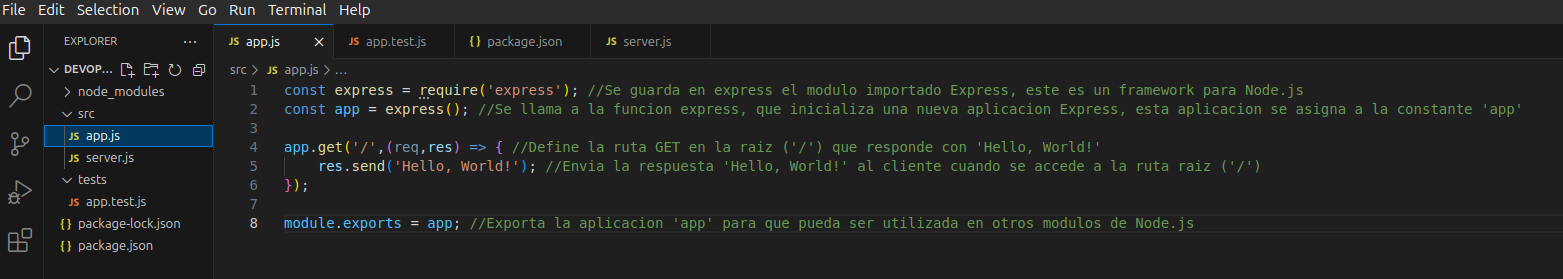 File Edit Selection View Go Run Terminal Help
EXPLORER ...
JS app.js × JS app.test.js {} package.json JS server.js
DEVOP...
node_modules
src
JS app.js
JS server.js
tests
JS app.test.js
{} package-lock.json
{} package.json
src > JS app.js > ...
1 const express = require('express'); //Se guarda en express el modulo importado Express, este es un framework para Node.js
2 const app = express(); //Se llama a la funcion express, que inicializa una nueva aplicacion Express, esta aplicacion se asigna a la constante 'app'
3
4 app.get('/',(req,res) => { //Define la ruta GET en la raiz ('/') que responde con 'Hello, World!'
5     res.send('Hello, World!'); //Envia la respuesta 'Hello, World!' al cliente cuando se accede a la ruta raiz ('/')
6 });
7
8 module.exports = app; //Exporta la aplicacion 'app' para que pueda ser utilizada en otros modulos de Node.js